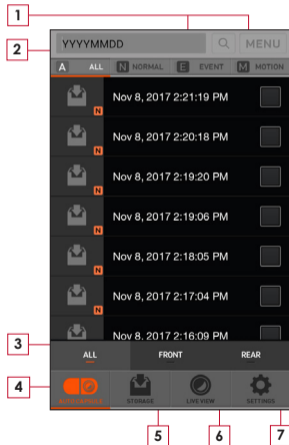 1
2
YYYYMMDD MENU
A ALL N NORMAL E EVENT M MOTION
N Nov 8, 2017 2:21:19 PM
N Nov 8, 2017 2:20:18 PM
N Nov 8, 2017 2:19:20 PM
N Nov 8, 2017 2:19:06 PM
N Nov 8, 2017 2:18:05 PM
N Nov 8, 2017 2:17:04 PM
Nov 8, 2017 2:16:09 PM
3
ALL FRONT REAR
4
STORAGE LIVE VIEW SETTINGS
5 6 7